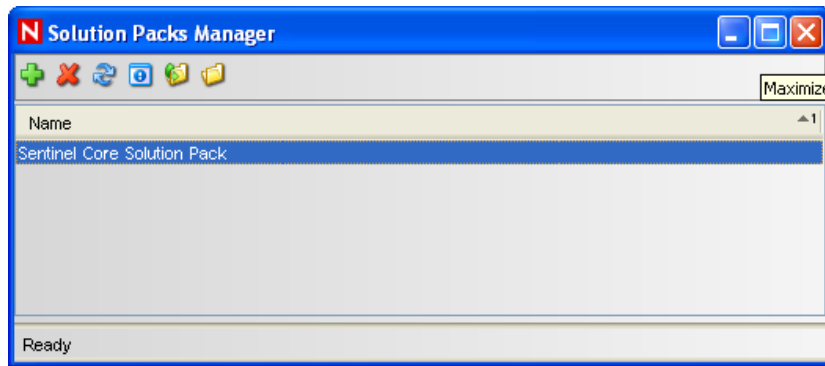 N Solution Packs Manager
Maximize
Name
1
Sentinel Core Solution Pack
Ready